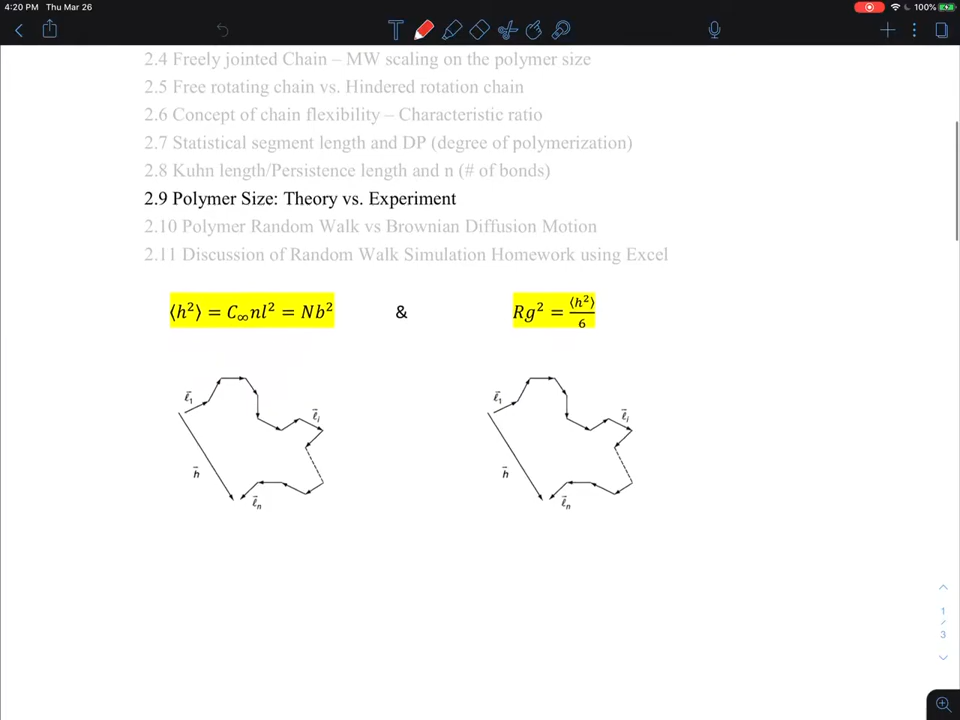 4:20 PM Thu Mar 26 100%
2.4 Freely jointed Chain – MW scaling on the polymer size
2.5 Free rotating chain vs. Hindered rotation chain
2.6 Concept of chain flexibility – Characteristic ratio
2.7 Statistical segment length and DP (degree of polymerization)
2.8 Kuhn length/Persistence length and n (# of bonds)
2.9 Polymer Size: Theory vs. Experiment
2.10 Polymer Random Walk vs Brownian Diffusion Motion
2.11 Discussion of Random Walk Simulation Homework using Excel
⟨h²⟩ = C∞nl² = Nb² & Rg² = ⟨h²⟩/6
ℓ⃗₁ ℓ⃗ᵢ ℓ⃗₁ ℓ⃗ᵢ
h⃗ h⃗
ℓ⃗ₙ ℓ⃗ₙ
1
/
3